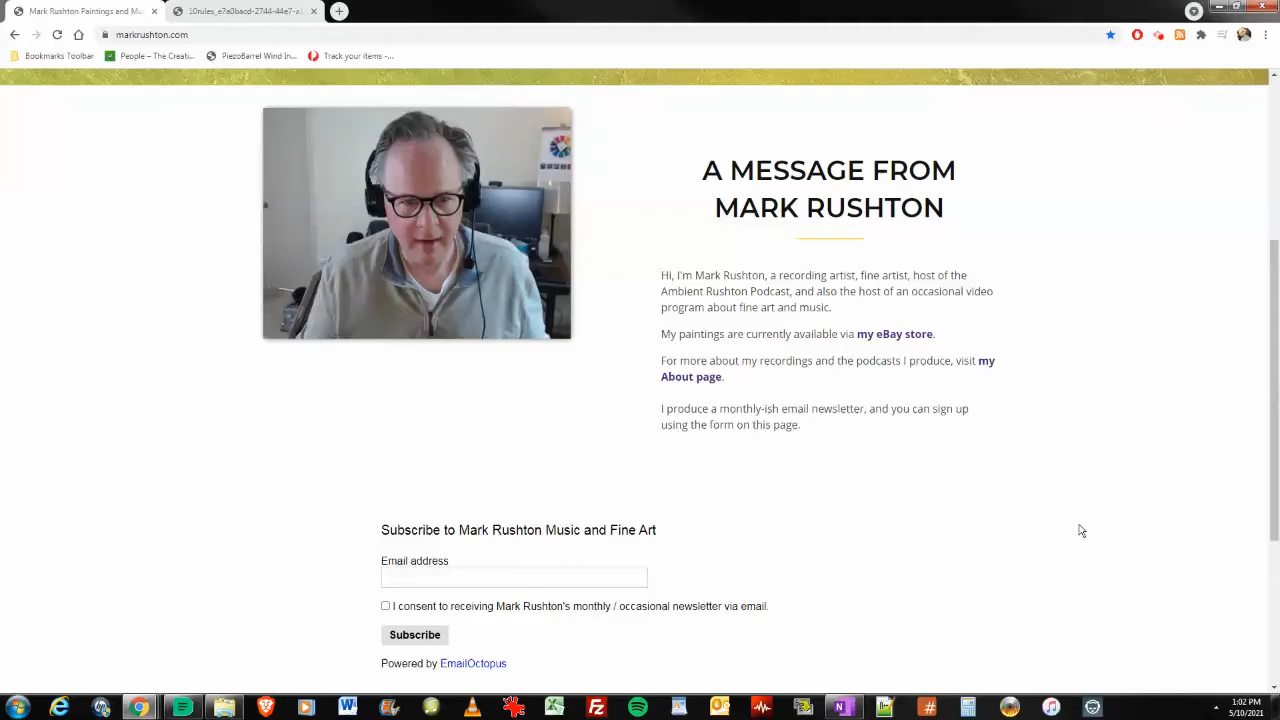 Mark Rushton Paintings and Mu
10rules_e7a0bacd-2744-44e7-a
markrushton.com
Bookmarks Toolbar
People – The Creati...
PiezoBarrel Wind In...
Track your items -...
A MESSAGE FROM
MARK RUSHTON
Hi, I'm Mark Rushton, a recording artist, fine artist, host of the
Ambient Rushton Podcast, and also the host of an occasional video
program about fine art and music.
My paintings are currently available via my eBay store.
For more about my recordings and the podcasts I produce, visit my
About page.
I produce a monthly-ish email newsletter, and you can sign up
using the form on this page.
Subscribe to Mark Rushton Music and Fine Art
Email address
I consent to receiving Mark Rushton's monthly / occasional newsletter via email.
Subscribe
Powered by EmailOctopus
1:02 PM
5/10/2021